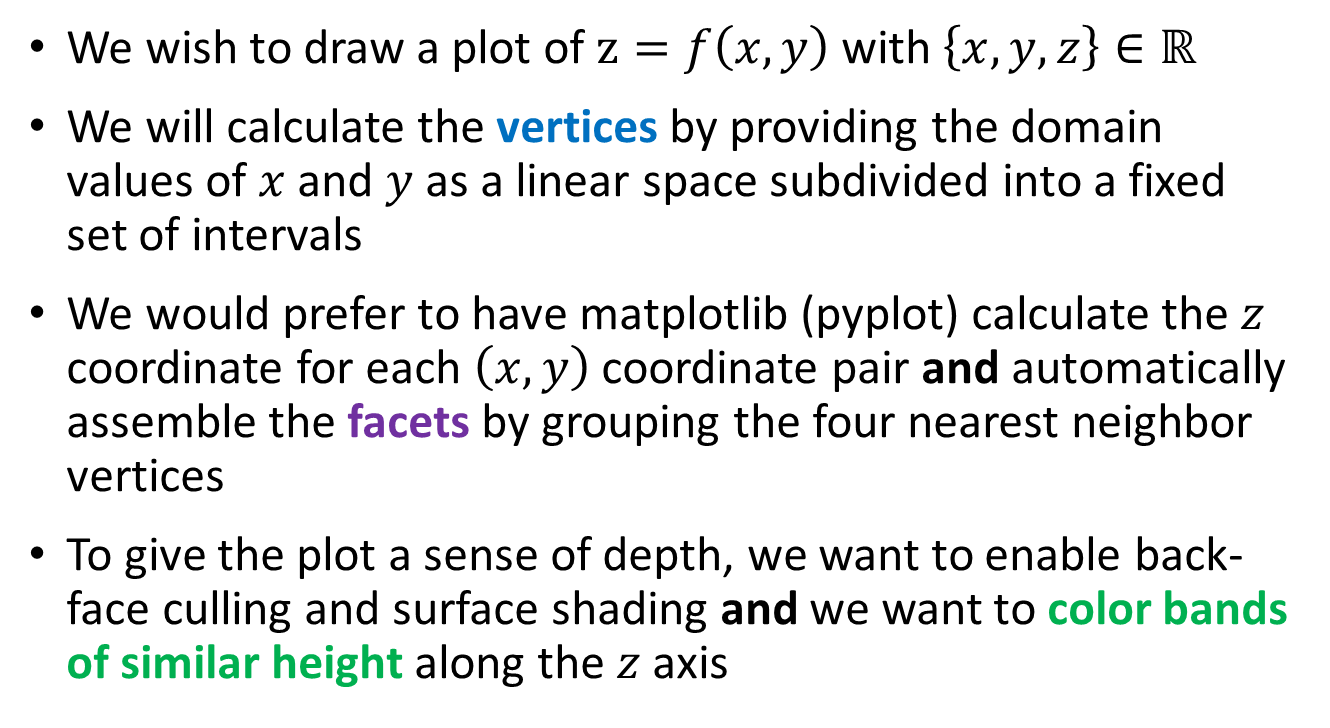 • We wish to draw a plot of z = f(x, y) with {x, y, z} ∈ ℝ
• We will calculate the vertices by providing the domain
values of x and y as a linear space subdivided into a fixed
set of intervals
• We would prefer to have matplotlib (pyplot) calculate the z
coordinate for each (x, y) coordinate pair and automatically
assemble the facets by grouping the four nearest neighbor
vertices
• To give the plot a sense of depth, we want to enable back-
face culling and surface shading and we want to color bands
of similar height along the z axis